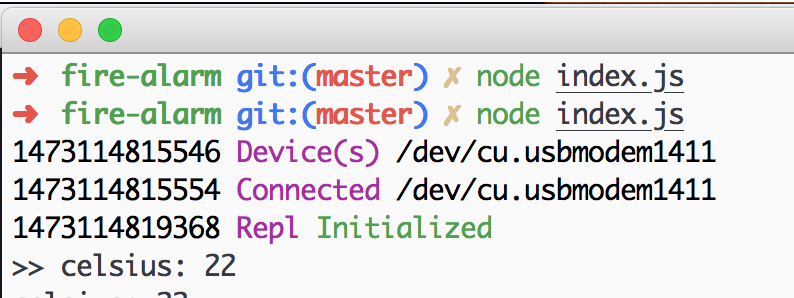 ➜ fire-alarm git:(master) ✗ node index.js
➜ fire-alarm git:(master) ✗ node index.js
1473114815546 Device(s) /dev/cu.usbmodem1411
1473114815554 Connected /dev/cu.usbmodem1411
1473114819368 Repl Initialized
>> celsius: 22